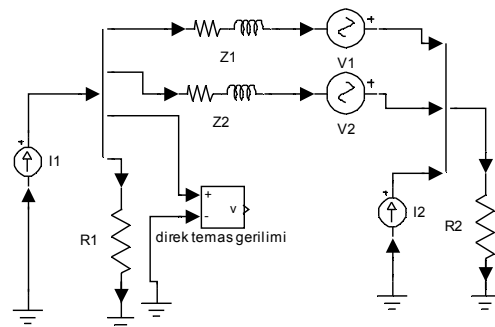 Z1
V1
Z2
V2
I1
+
-
v
I2
R1
R2
direk temas gerilimi
+
+
+
+